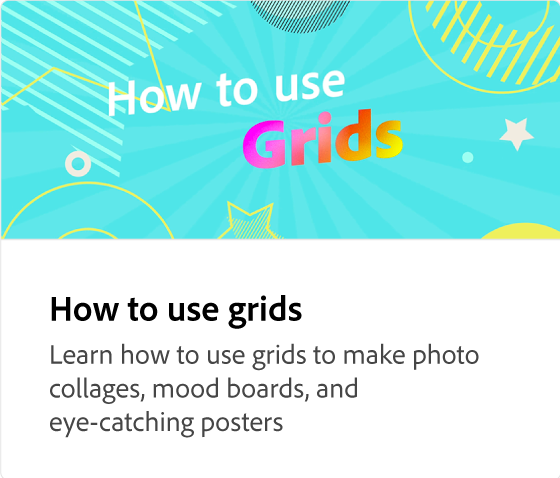 How to use
Grids
How to use grids
Learn how to use grids to make photo
collages, mood boards, and
eye-catching posters